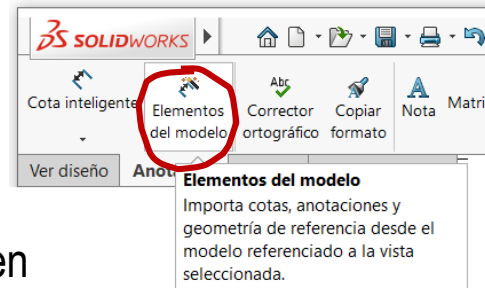 SOLIDWORKS
Cota inteligente
Elementos del modelo
Abc
Corrector ortográfico
Copiar formato
A
Nota
Matri
Ver diseño
Elementos del modelo
Importa cotas, anotaciones y
geometría de referencia desde el
modelo referenciado a la vista
seleccionada.
en